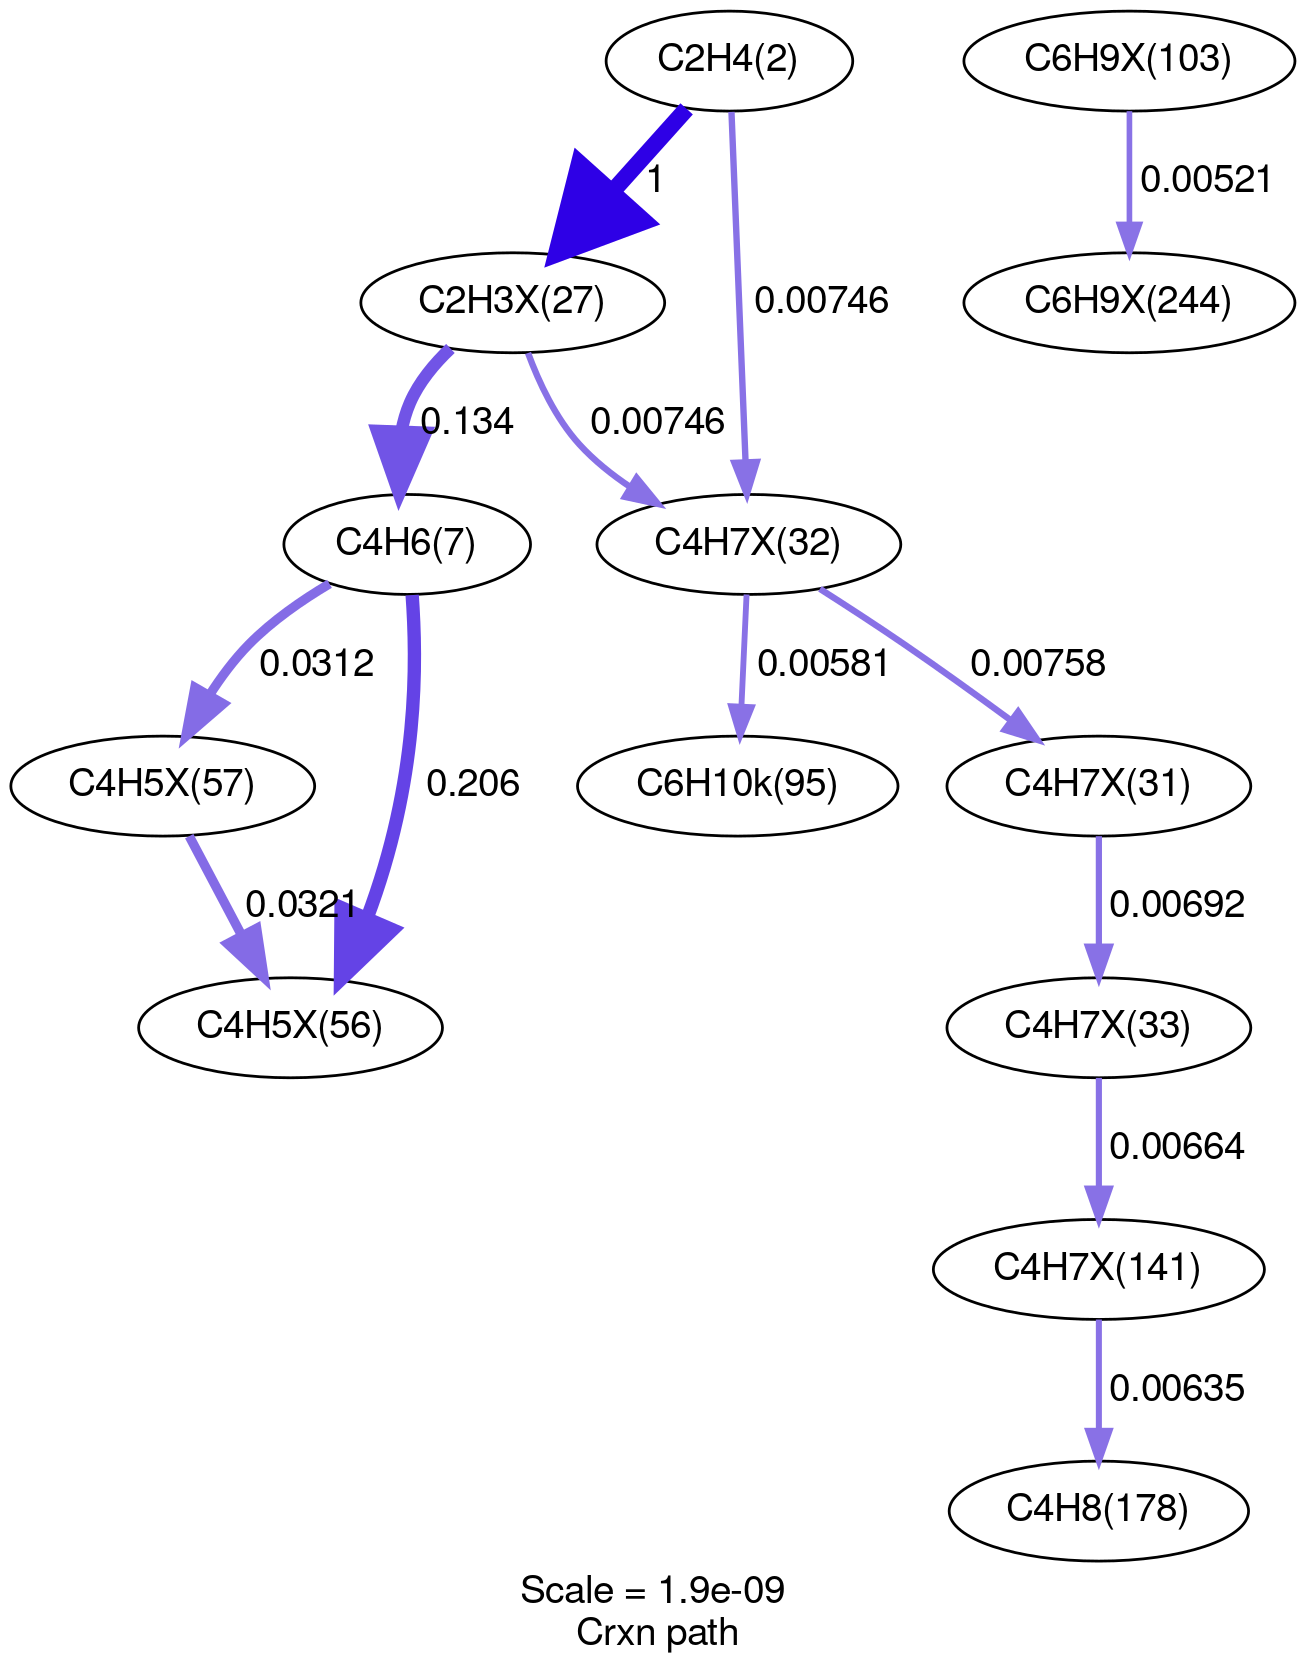 C2H4(2)
C6H9X(103)
1
0.00521
C2H3X(27)
0.00746
C6H9X(244)
0.134
0.00746
C4H6(7)
C4H7X(32)
0.0312
0.00581
0.00758
C4H5X(57)
0.206
C6H10k(95)
C4H7X(31)
0.0321
0.00692
C4H5X(56)
C4H7X(33)
0.00664
C4H7X(141)
0.00635
C4H8(178)
Scale = 1.9e-09
Crxn path